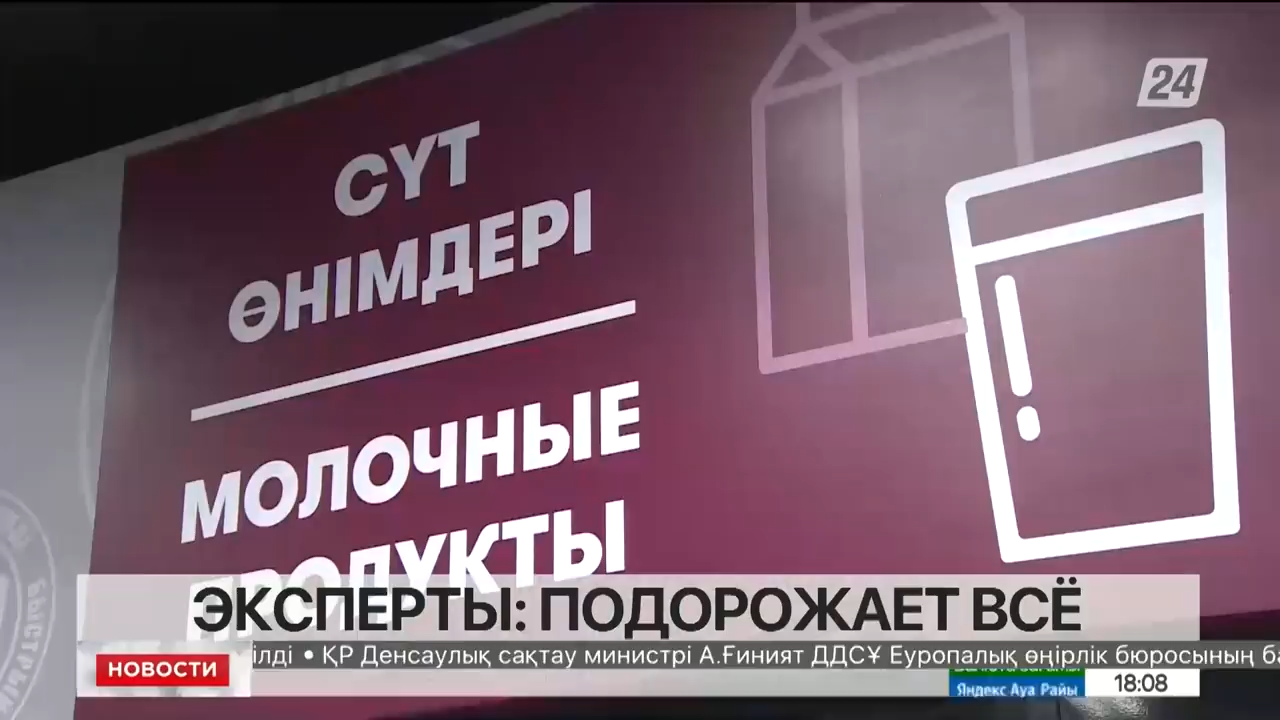 24
СҮТ
ӨНІМДЕРІ
МОЛОЧНЫЕ
ПРОДУКТЫ
ЭКСПЕРТЫ: ПОДОРОЖАЕТ ВСЁ
ілді • ҚР Денсаулық сақтау министрі А.Ғиният ДДСҰ Еуропалық өңірлік бюросының ба
НОВОСТИ
Яндекс Ауа Райы
18:08